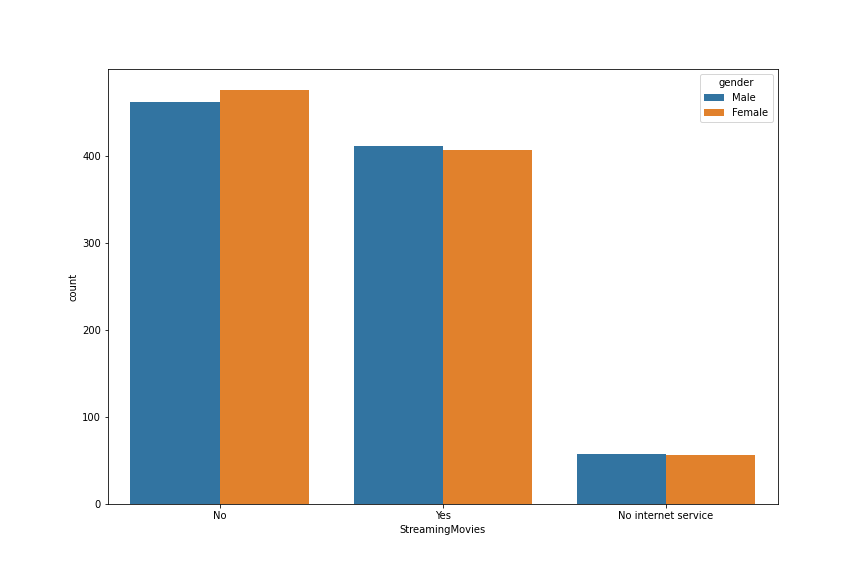 gender
Male
Female
400
300
200
100
0
count
No
Yes
No internet service
StreamingMovies